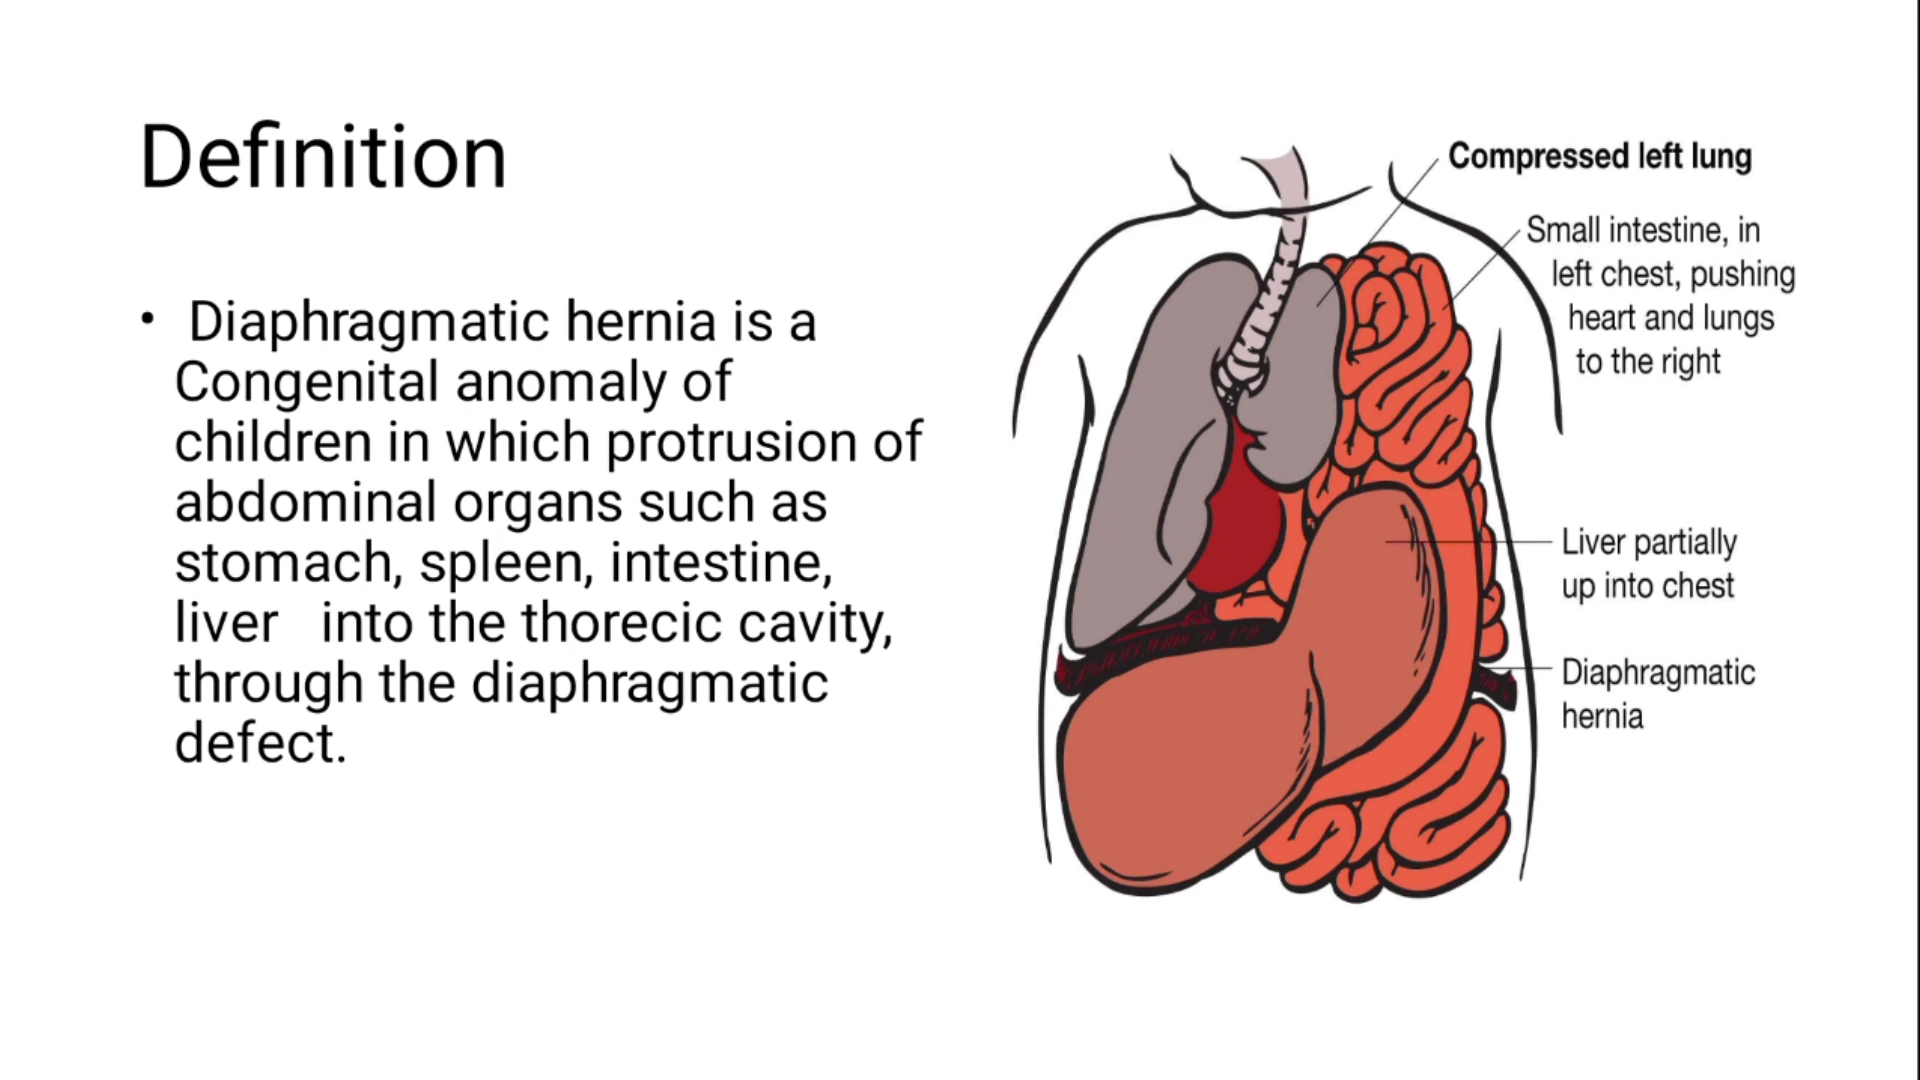 Definition
• Diaphragmatic hernia is a
Congenital anomaly of
children in which protrusion of
abdominal organs such as
stomach, spleen, intestine,
liver into the thorecic cavity,
through the diaphragmatic
defect.
Compressed left lung
Small intestine, in
left chest, pushing
heart and lungs
to the right
Liver partially
up into chest
Diaphragmatic
hernia